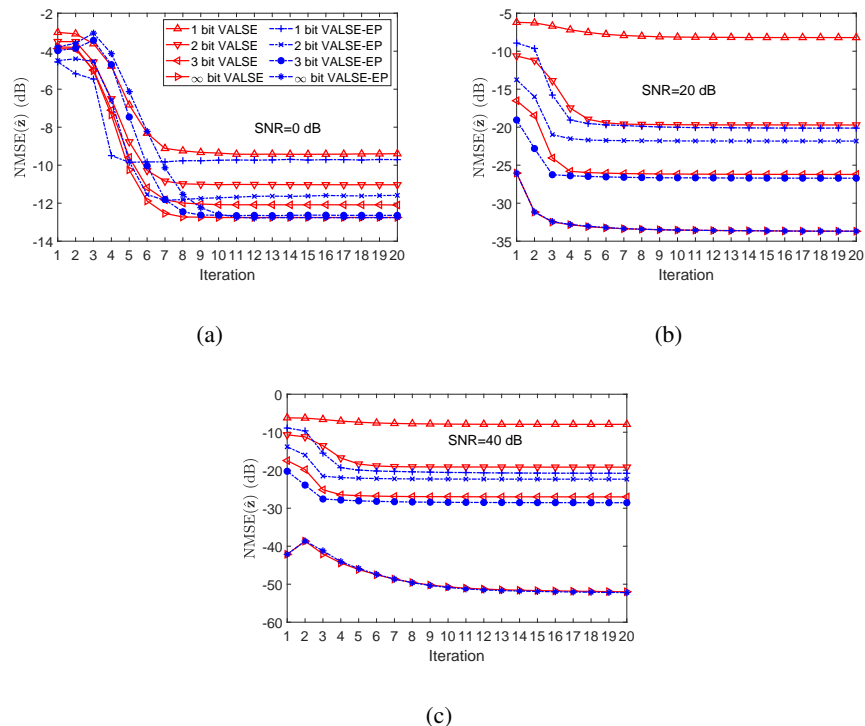 -2
-4
-6
-8
-10
-12
-14
NMSE(ẑ) (dB)
1 bit VALSE
2 bit VALSE
3 bit VALSE
∞ bit VALSE
1 bit VALSE-EP
2 bit VALSE-EP
3 bit VALSE-EP
∞ bit VALSE-EP
SNR=0 dB
1 2 3 4 5 6 7 8 9 10 11 12 13 14 15 16 17 18 19 20
Iteration
(a)
-5
-10
-15
-20
-25
-30
-35
NMSE(ẑ) (dB)
SNR=20 dB
1 2 3 4 5 6 7 8 9 10 11 12 13 14 15 16 17 18 19 20
Iteration
(b)
0
-10
-20
-30
-40
-50
-60
NMSE(ẑ) (dB)
SNR=40 dB
1 2 3 4 5 6 7 8 9 10 11 12 13 14 15 16 17 18 19 20
Iteration
(c)